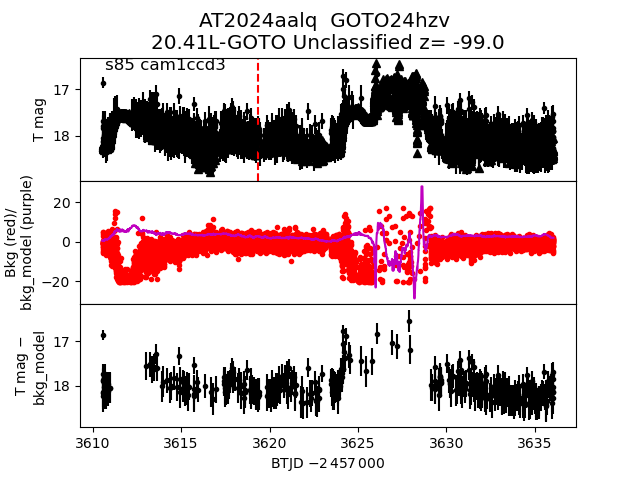 AT2024aalq  GOTO24hzv
20.41L-GOTO Unclassified z= -99.0
s85 cam1ccd3
T mag
17
18
Bkg (red)/
bkg_model (purple)
20
0
−20
T mag −
bkg_model
17
18
3610 3615 3620 3625 3630 3635
BTJD −2 457 000